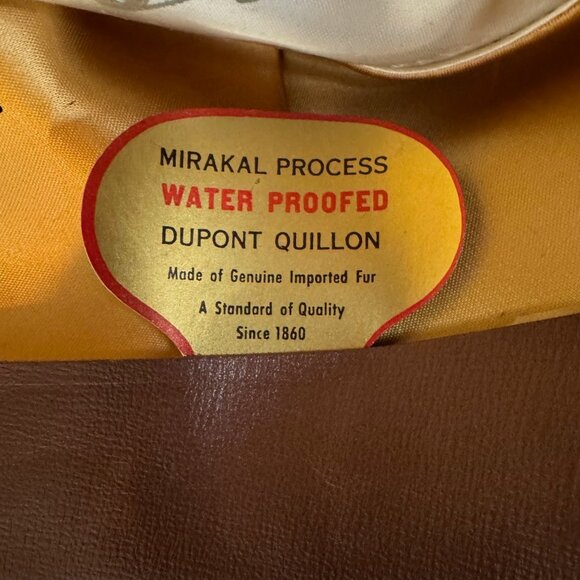 MIRAKAL PROCESS
WATER PROOFED
DUPONT QUILLON
Made of Genuine Imported Fur
A Standard of Quality
Since 1860